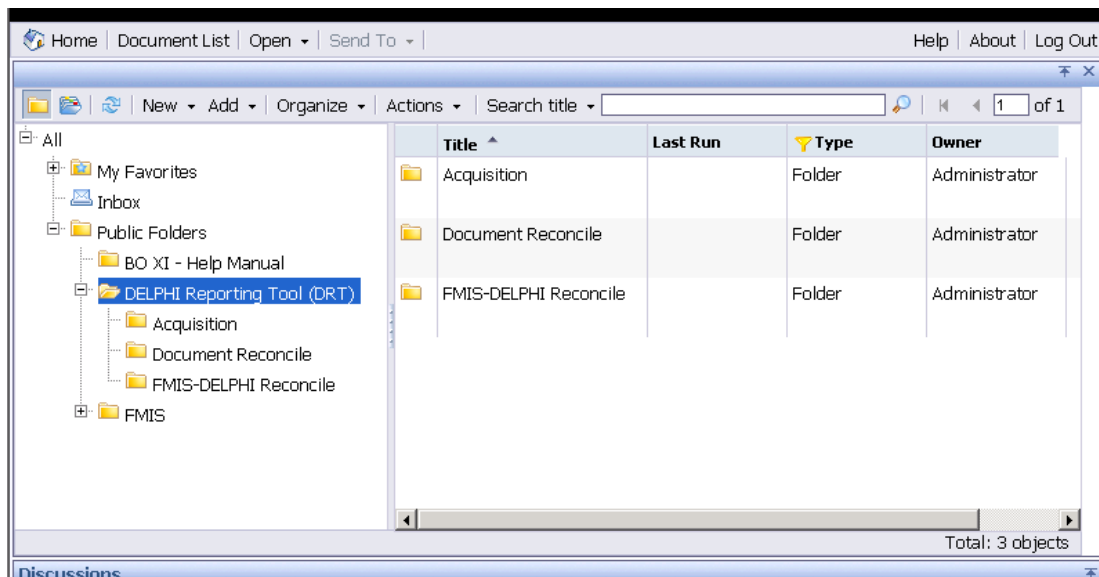 Home | Document List | Open | Send To | Help | About | Log Out
New Add Organize Actions Search title 1 of 1
All
My Favorites
Inbox
Public Folders
BO XI - Help Manual
DELPHI Reporting Tool (DRT)
Acquisition
Document Reconcile
FMIS-DELPHI Reconcile
FMIS
Title Last Run Type Owner
Acquisition Folder Administrator
Document Reconcile Folder Administrator
FMIS-DELPHI Reconcile Folder Administrator
Total: 3 objects
Discussions